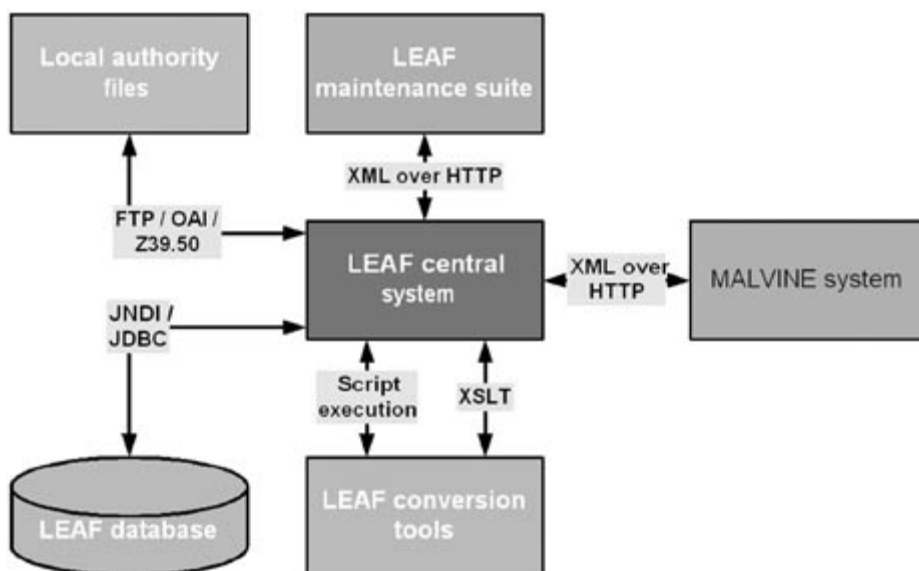 Local authority
files
LEAF
maintenance suite
XML over HTTP
FTP / OAI /
Z39.50
LEAF central
system
XML over
HTTP
MALVINE system
JNDI /
JDBC
Script
execution
XSLT
LEAF database
LEAF conversion
tools